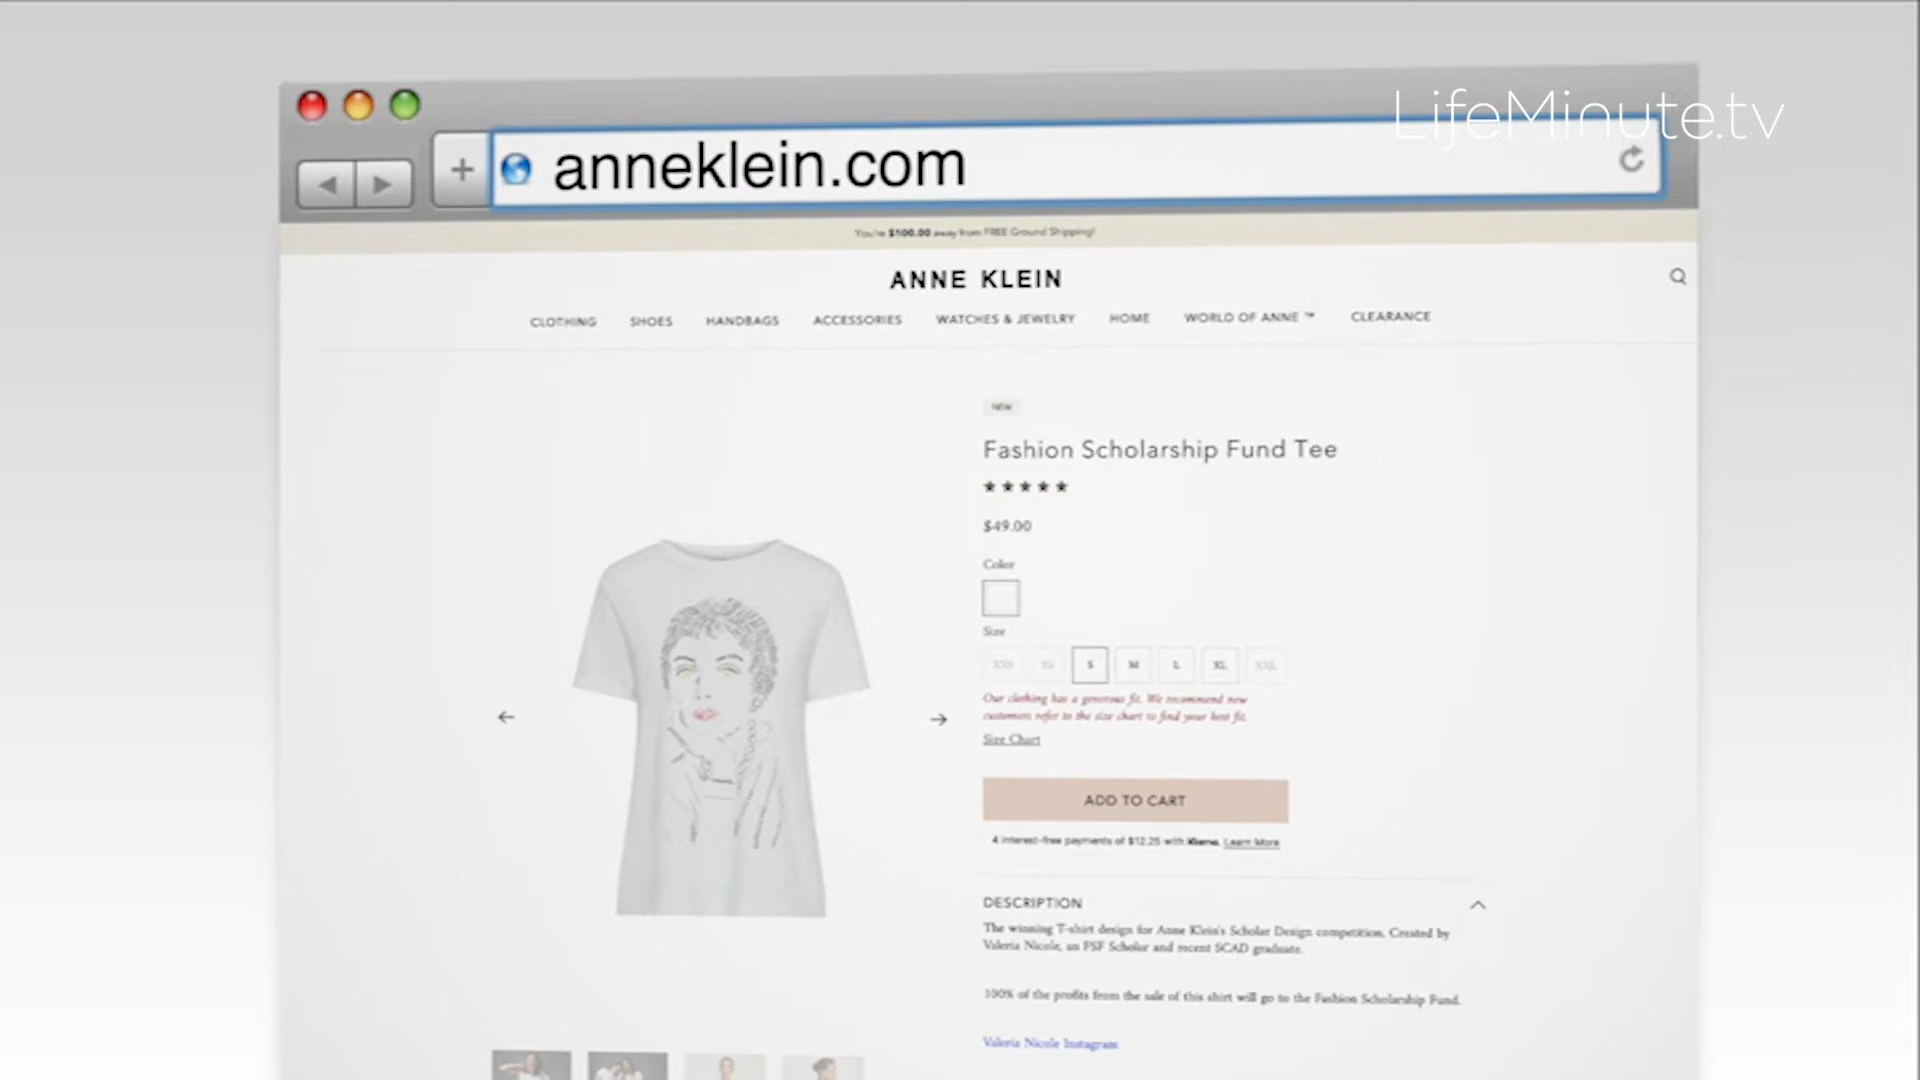 LifeMinute.tv
anneklein.com
You're $100.00 away from FREE Ground Shipping!
ANNE KLEIN
CLOTHING SHOES HANDBAGS ACCESSORIES WATCHES & JEWELRY HOME WORLD OF ANNE ™ CLEARANCE
NEW
Fashion Scholarship Fund Tee
$49.00
Color
Size
XXS XS S M L XL XXL
Our clothing has a generous fit. We recommend new
customers refer to the size chart to find your best fit.
Size Chart
ADD TO CART
4 interest-free payments of $12.25 with Klarna. Learn More
DESCRIPTION
The winning T-shirt design for Anne Klein's Scholar Design competition. Created by
Valeria Nicole, an FSF Scholar and recent SCAD graduate.
100% of the profits from the sale of this shirt will go to the Fashion Scholarship Fund.
Valeria Nicole Instagram